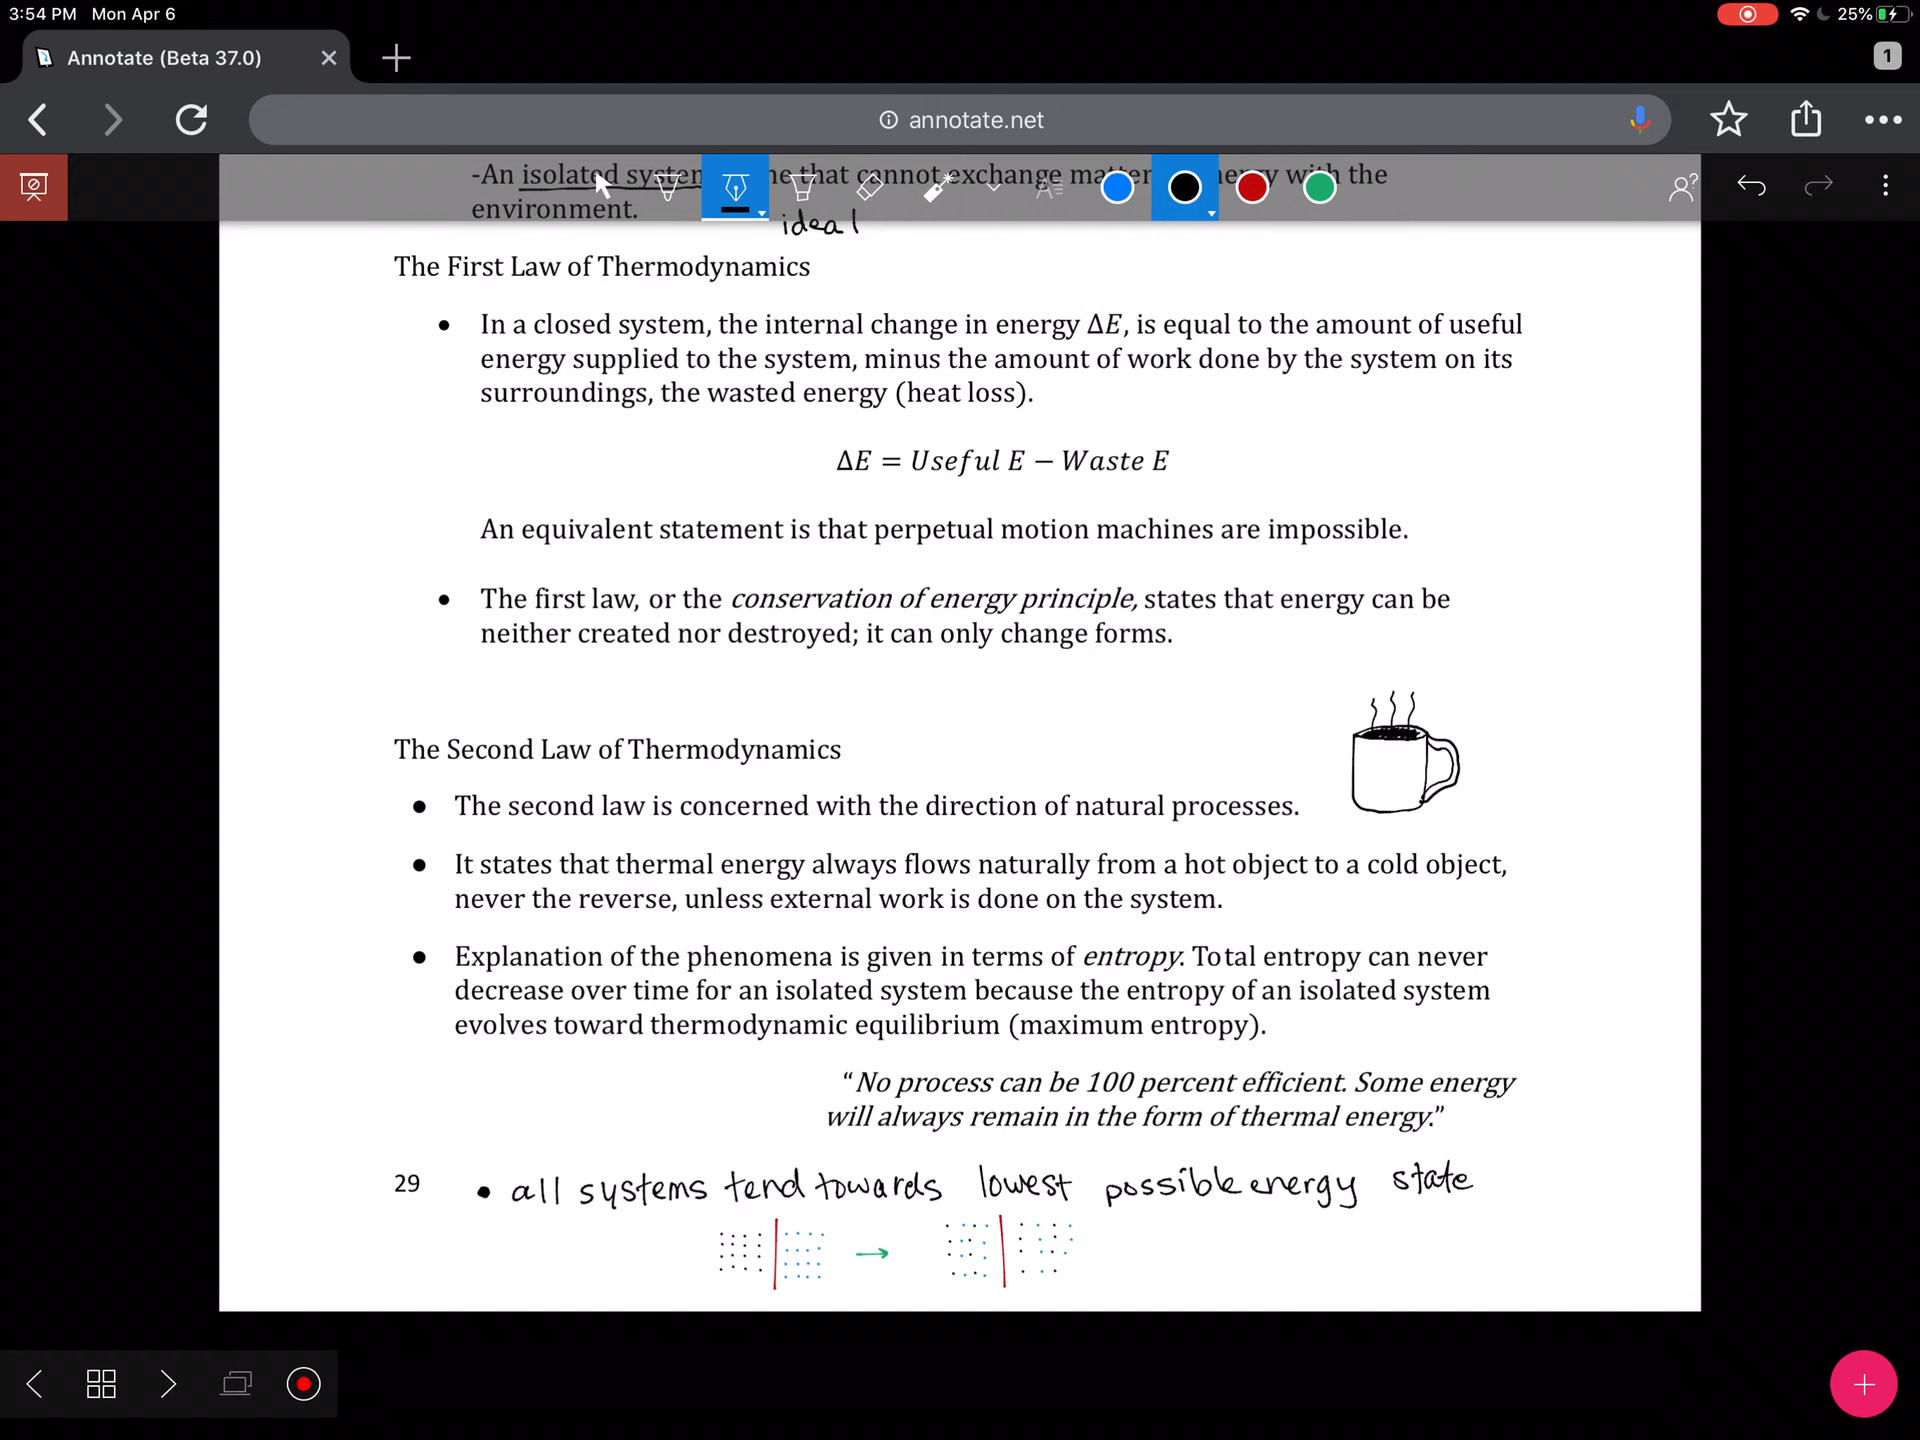 3:54 PM Mon Apr 6
25%
Annotate (Beta 37.0)
1
annotate.net
-An isolated system that cannot exchange the
environment.
ideal
The First Law of Thermodynamics
• In a closed system, the internal change in energy ΔE, is equal to the amount of useful
energy supplied to the system, minus the amount of work done by the system on its
surroundings, the wasted energy (heat loss).
ΔE = Useful E − Waste E
An equivalent statement is that perpetual motion machines are impossible.
• The first law, or the conservation of energy principle, states that energy can be
neither created nor destroyed; it can only change forms.
The Second Law of Thermodynamics
• The second law is concerned with the direction of natural processes.
• It states that thermal energy always flows naturally from a hot object to a cold object,
never the reverse, unless external work is done on the system.
• Explanation of the phenomena is given in terms of entropy. Total entropy can never
decrease over time for an isolated system because the entropy of an isolated system
evolves toward thermodynamic equilibrium (maximum entropy).
“No process can be 100 percent efficient. Some energy
will always remain in the form of thermal energy.”
29 • all systems tend towards lowest possible energy state